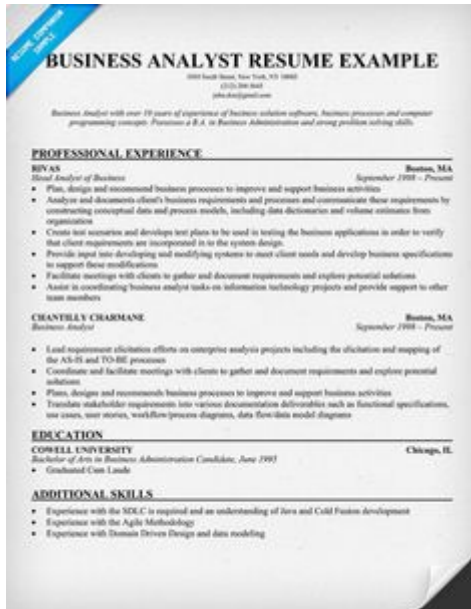 RESUME COMPANION
SAMPLE
BUSINESS ANALYST RESUME EXAMPLE
Street, New York, NY
Business Analyst with over 10 years of experience of business solution software, business processes and computer
programming concepts. Possesses a B.A. in Business Administration and strong problem solving skills.
PROFESSIONAL EXPERIENCE
RIVAS Boston, MA
Head Analyst of Business September 1998 – Present
• Plan, design and recommend business processes to improve and support business activities
• Analyze and documents client's business requirements and processes and communicate these requirements by
constructing conceptual data and process models, including data dictionaries and volume estimates from
organization
• Create test scenarios and develop test plans to be used in testing the business applications in order to verify
that client requirements are incorporated in to the system design.
• Provide input into developing and modifying systems to meet client needs and develop business specifications
to support these modifications
• Facilitate meetings with clients to gather and document requirements and explore potential solutions
• Assist in coordinating business analyst tasks on information technology projects and provide support to other
team members
CHANTILLY CHARMANE Boston, MA
Business Analyst September 1998 – Present
• Lead requirement elicitation efforts on enterprise analysis projects including the elicitation and mapping of
the AS-IS and TO-BE processes
• Coordinate and facilitate meetings with clients to gather and document requirements and explore potential
solutions
• Plans, designs and recommends business processes to improve and support business activities
• Translate stakeholder requirements into various documentation deliverables such as functional specifications,
use cases, user stories, workflow/process diagrams, data flow/data models
EDUCATION
COWELL UNIVERSITY Chicago, IL
Bachelor of Arts in Business Administration Candidate, June 1995
• Graduated Cum Laude
ADDITIONAL SKILLS
• Experience with the SDLC is required and an understanding of Java and Cold Fusion development
• Experience with the Agile Methodology
• Experience with Domain Driven Design and data modeling